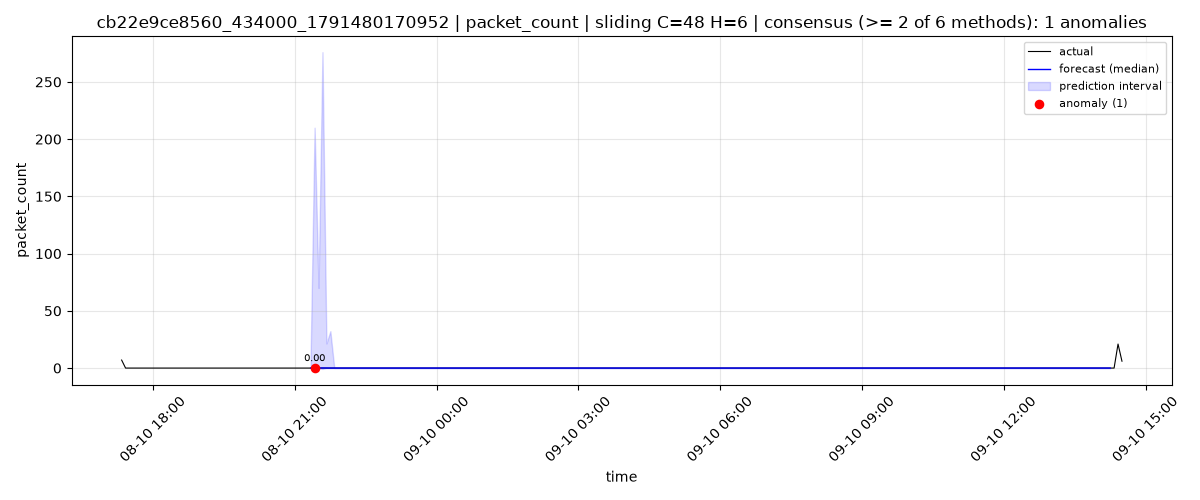 cb22e9ce8560_434000_1791480170952 | packet_count | sliding C=48 H=6 | consensus (>= 2 of 6 methods): 1 anomalies
actual
forecast (median)
prediction interval
anomaly (1)
packet_count
250
200
150
100
50
0
0.00
08-10 18:00
08-10 21:00
09-10 00:00
09-10 03:00
09-10 06:00
09-10 09:00
09-10 12:00
09-10 15:00
time